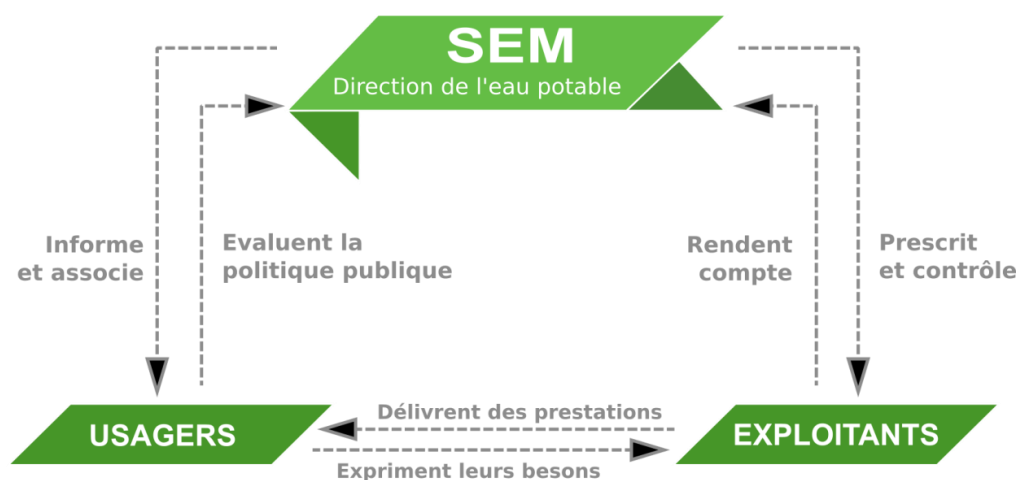 SEM
Direction de l'eau potable
Informe
et associe
Evaluent la
politique publique
Rendent
compte
Prescrit
et contrôle
Délivrent des prestations
USAGERS
EXPLOITANTS
Expriment leurs besons